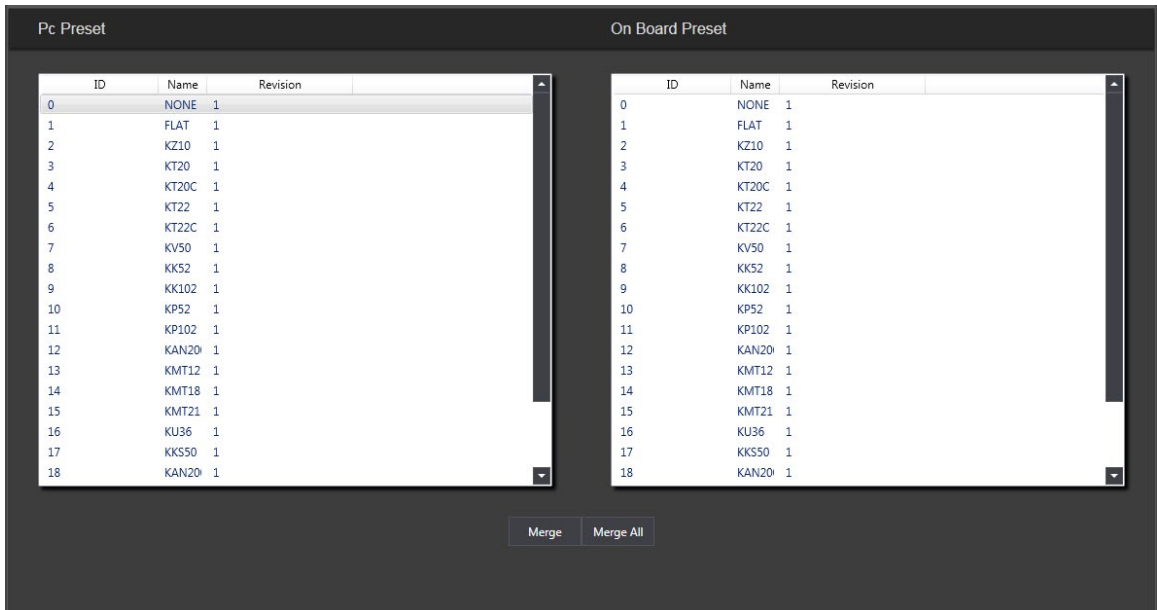 Pc Preset On Board Preset
ID Name Revision ID Name Revision
0 NONE 1 0 NONE 1
1 FLAT 1 1 FLAT 1
2 KZ10 1 2 KZ10 1
3 KT20 1 3 KT20 1
4 KT20C 1 4 KT20C 1
5 KT22 1 5 KT22 1
6 KT22C 1 6 KT22C 1
7 KV50 1 7 KV50 1
8 KK52 1 8 KK52 1
9 KK102 1 9 KK102 1
10 KP52 1 10 KP52 1
11 KP102 1 11 KP102 1
12 KAN20 1 12 KAN20 1
13 KMT12 1 13 KMT12 1
14 KMT18 1 14 KMT18 1
15 KMT21 1 15 KMT21 1
16 KU36 1 16 KU36 1
17 KKS50 1 17 KKS50 1
18 KAN20 1 18 KAN20 1
Merge Merge All